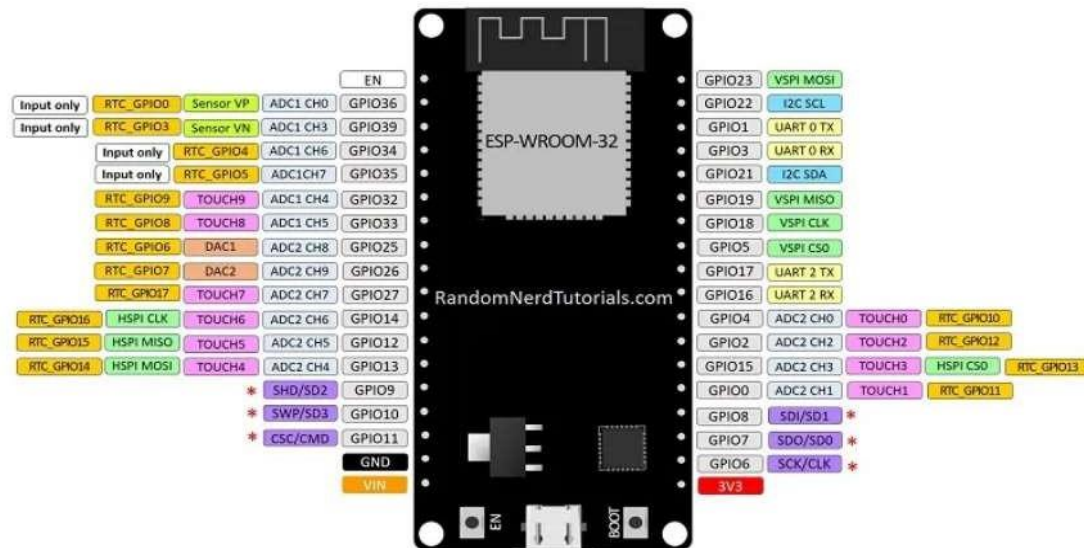 EN GPIO23 VSPI MOSI
Input only RTC_GPIO0 Sensor VP ADC1 CH0 GPIO36 GPIO22 I2C SCL
Input only RTC_GPIO3 Sensor VN ADC1 CH3 GPIO39 GPIO1 UART 0 TX
Input only RTC_GPIO4 ADC1 CH6 GPIO34 ESP-WROOM-32 GPIO3 UART 0 RX
Input only RTC_GPIO5 ADC1CH7 GPIO35 GPIO21 I2C SDA
RTC_GPIO9 TOUCH9 ADC1 CH4 GPIO32 GPIO19 VSPI MISO
RTC_GPIO8 TOUCH8 ADC1 CH5 GPIO33 GPIO18 VSPI CLK
RTC_GPIO6 DAC1 ADC2 CH8 GPIO25 GPIO5 VSPI CS0
RTC_GPIO7 DAC2 ADC2 CH9 GPIO26 GPIO17 UART 2 TX
RTC_GPIO17 TOUCH7 ADC2 CH7 GPIO27 RandomNerdTutorials.com GPIO16 UART 2 RX
RTC_GPIO16 HSPI CLK TOUCH6 ADC2 CH6 GPIO14 GPIO4 ADC2 CH0 TOUCH0 RTC_GPIO10
RTC_GPIO15 HSPI MISO TOUCH5 ADC2 CH5 GPIO12 GPIO2 ADC2 CH2 TOUCH2 RTC_GPIO12
RTC_GPIO14 HSPI MOSI TOUCH4 ADC2 CH4 GPIO13 GPIO15 ADC2 CH3 TOUCH3 HSPI CS0 RTC_GPIO13
* SHD/SD2 GPIO9 GPIO0 ADC2 CH1 TOUCH1 RTC_GPIO11
* SWP/SD3 GPIO10 GPIO8 SDI/SD1 *
* CSC/CMD GPIO11 GPIO7 SDO/SD0 *
GND GPIO6 SCK/CLK *
VIN 3V3
EN BOOT